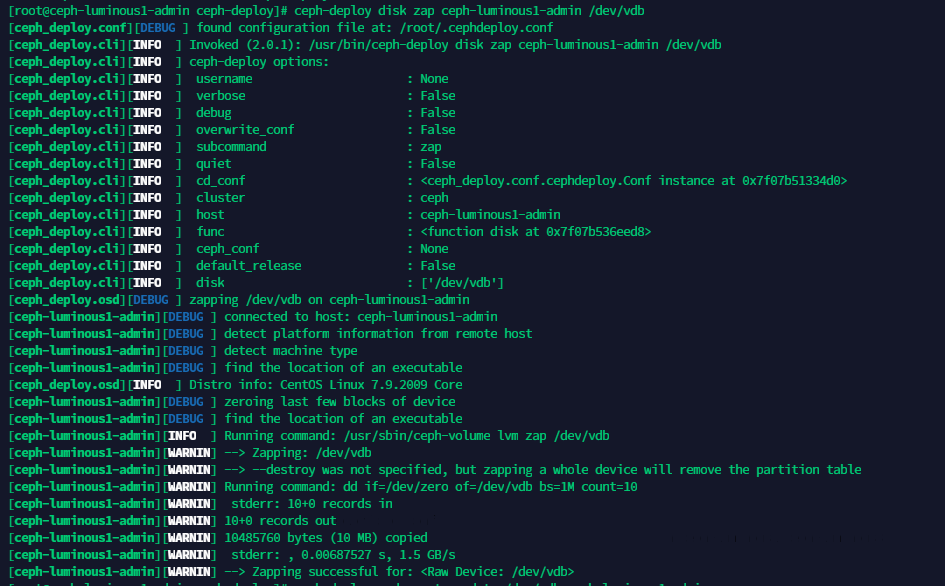 [root@ceph-luminous1-admin ceph-deploy]# ceph-deploy disk zap ceph-luminous1-admin /dev/vdb
[ceph_deploy.conf][DEBUG ] found configuration file at: /root/.cephdeploy.conf
[ceph_deploy.cli][INFO  ] Invoked (2.0.1): /usr/bin/ceph-deploy disk zap ceph-luminous1-admin /dev/vdb
[ceph_deploy.cli][INFO  ] ceph-deploy options:
[ceph_deploy.cli][INFO  ]  username                      : None
[ceph_deploy.cli][INFO  ]  verbose                       : False
[ceph_deploy.cli][INFO  ]  debug                         : False
[ceph_deploy.cli][INFO  ]  overwrite_conf                : False
[ceph_deploy.cli][INFO  ]  subcommand                    : zap
[ceph_deploy.cli][INFO  ]  quiet                         : False
[ceph_deploy.cli][INFO  ]  cd_conf                       : <ceph_deploy.conf.cephdeploy.Conf instance at 0x7f07b51334d0>
[ceph_deploy.cli][INFO  ]  cluster                       : ceph
[ceph_deploy.cli][INFO  ]  host                          : ceph-luminous1-admin
[ceph_deploy.cli][INFO  ]  func                          : <function disk at 0x7f07b536eed8>
[ceph_deploy.cli][INFO  ]  ceph_conf                     : None
[ceph_deploy.cli][INFO  ]  default_release               : False
[ceph_deploy.cli][INFO  ]  disk                          : ['/dev/vdb']
[ceph_deploy.osd][DEBUG ] zapping /dev/vdb on ceph-luminous1-admin
[ceph-luminous1-admin][DEBUG ] connected to host: ceph-luminous1-admin
[ceph-luminous1-admin][DEBUG ] detect platform information from remote host
[ceph-luminous1-admin][DEBUG ] detect machine type
[ceph-luminous1-admin][DEBUG ] find the location of an executable
[ceph_deploy.osd][INFO  ] Distro info: CentOS Linux 7.9.2009 Core
[ceph-luminous1-admin][DEBUG ] zeroing last few blocks of device
[ceph-luminous1-admin][DEBUG ] find the location of an executable
[ceph-luminous1-admin][INFO  ] Running command: /usr/sbin/ceph-volume lvm zap /dev/vdb
[ceph-luminous1-admin][WARNIN] --> Zapping: /dev/vdb
[ceph-luminous1-admin][WARNIN] --> --destroy was not specified, but zapping a whole device will remove the partition table
[ceph-luminous1-admin][WARNIN] Running command: dd if=/dev/zero of=/dev/vdb bs=1M count=10
[ceph-luminous1-admin][WARNIN]  stderr: 10+0 records in
[ceph-luminous1-admin][WARNIN] 10+0 records out
[ceph-luminous1-admin][WARNIN] 10485760 bytes (10 MB) copied
[ceph-luminous1-admin][WARNIN]  stderr: , 0.00687527 s, 1.5 GB/s
[ceph-luminous1-admin][WARNIN] --> Zapping successful for: <Raw Device: /dev/vdb>